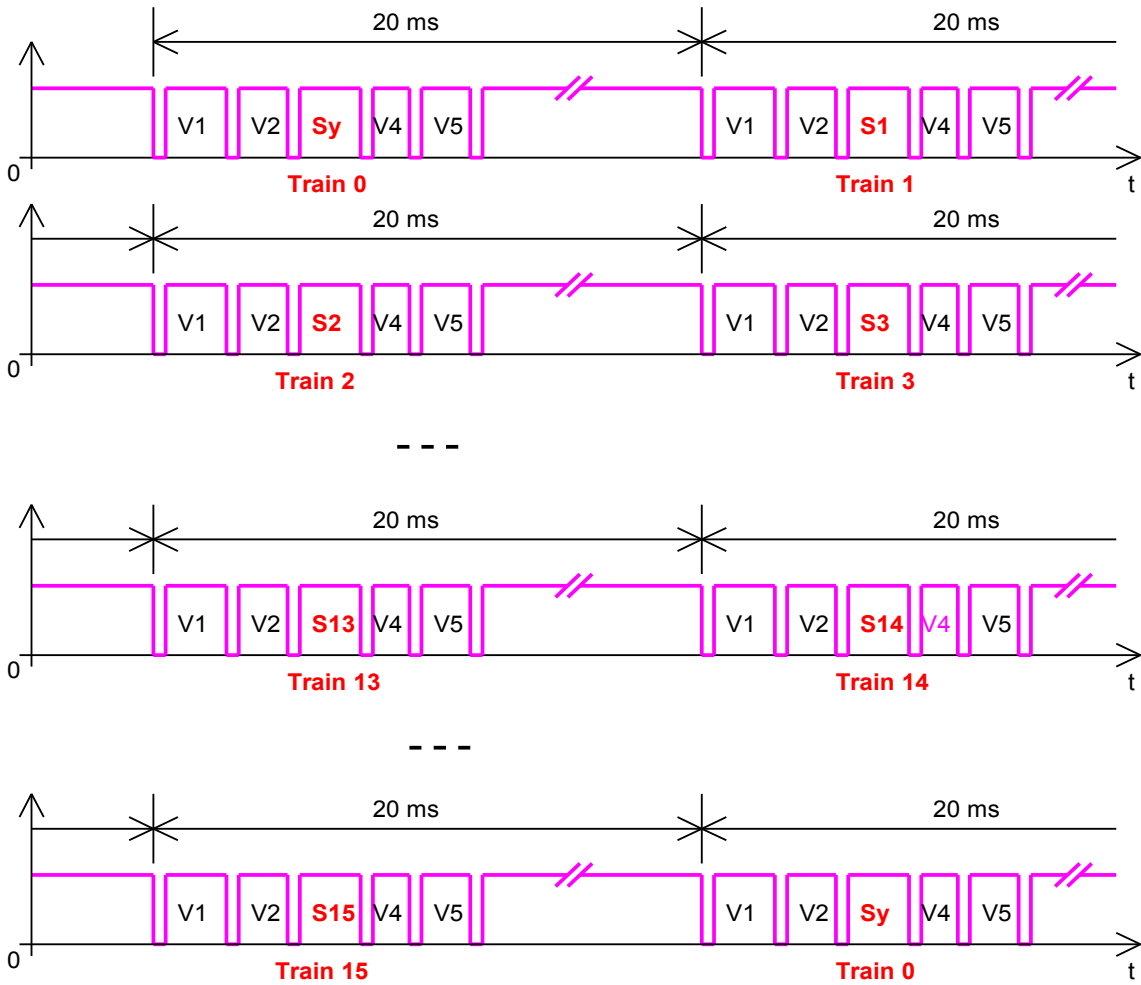 20 ms 20 ms
V1 V2 Sy V4 V5 V1 V2 S1 V4 V5
0 Train 0 Train 1 t
20 ms 20 ms
V1 V2 S2 V4 V5 V1 V2 S3 V4 V5
0 Train 2 Train 3 t
- - -
20 ms 20 ms
V1 V2 S13 V4 V5 V1 V2 S14 V4 V5
0 Train 13 Train 14 t
- - -
20 ms 20 ms
V1 V2 S15 V4 V5 V1 V2 Sy V4 V5
0 Train 15 Train 0 t